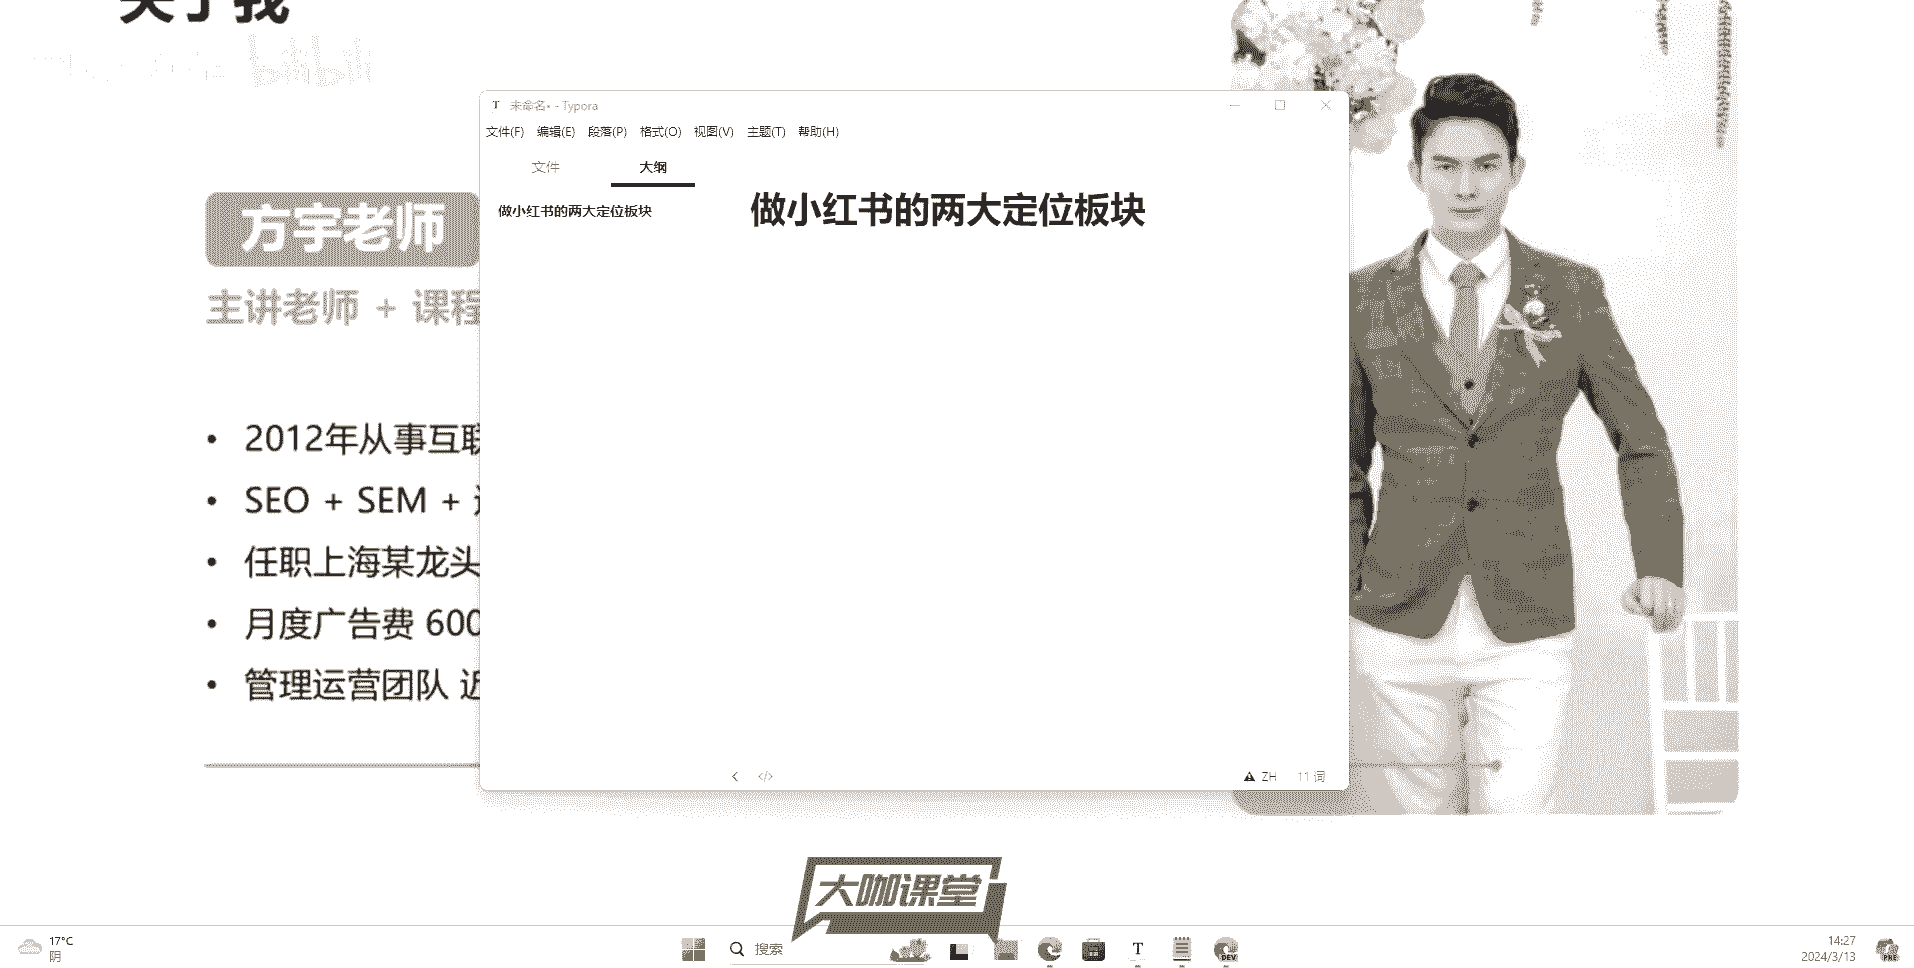 关于我
bilibili
未命名• - Typora
文件(F) 编辑(E) 段落(P) 格式(O) 视图(V) 主题(T) 帮助(H)
文件 大纲
做小红书的两大定位板块
做小红书的两大定位板块
方宇老师
主讲老师 + 课程
2012年从事互联
SEO + SEM +
任职上海某龙头
月度广告费 600
管理运营团队 近
ZH 11 词
大咖课堂
17°C
阴
搜索
DEV
14:27
2024/3/13
PRE